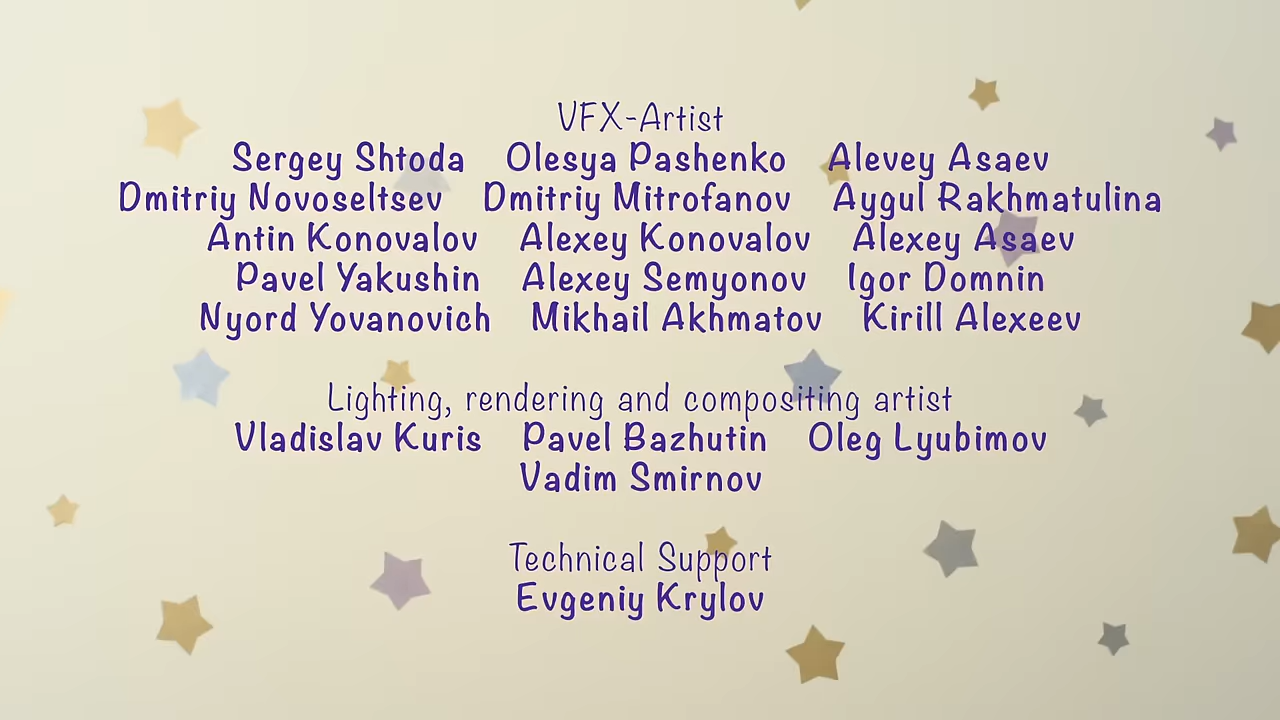 VFX-Artist
Sergey Shtoda Olesya Pashenko Alevey Asaev
Dmitriy Novoseltsev Dmitriy Mitrofanov Aygul Rakhmatulina
Antin Konovalov Alexey Konovalov Alexey Asaev
Pavel Yakushin Alexey Semyonov Igor Domnin
Nyord Yovanovich Mikhail Akhmatov Kirill Alexeev
Lighting, rendering and compositing artist
Vladislav Kuris Pavel Bazhutin Oleg Lyubimov
Vadim Smirnov
Technical Support
Evgeniy Krylov